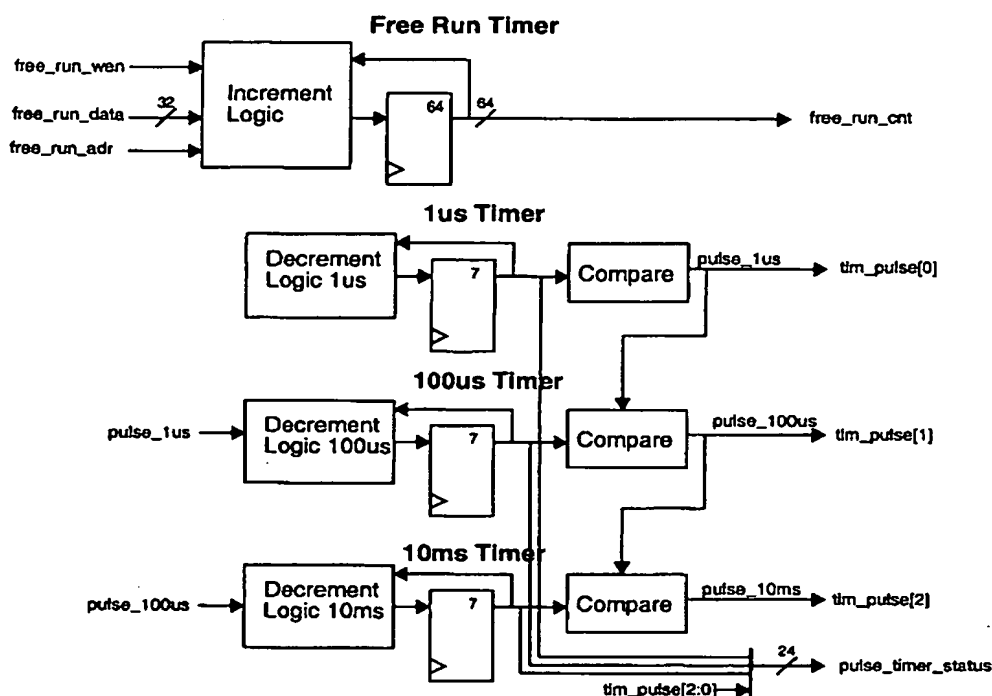 Free Run Timer
free_run_wen
free_run_data
32
free_run_adr
Increment
Logic
64
64
free_run_cnt
1us Timer
Decrement
Logic 1us
7
Compare
pulse_1us
tim_pulse[0]
100us Timer
pulse_1us
Decrement
Logic 100us
7
Compare
pulse_100us
tim_pulse[1]
10ms Timer
pulse_100us
Decrement
Logic 10ms
7
Compare
pulse_10ms
tim_pulse[2]
24
pulse_timer_status
tim_pulse[2:0]